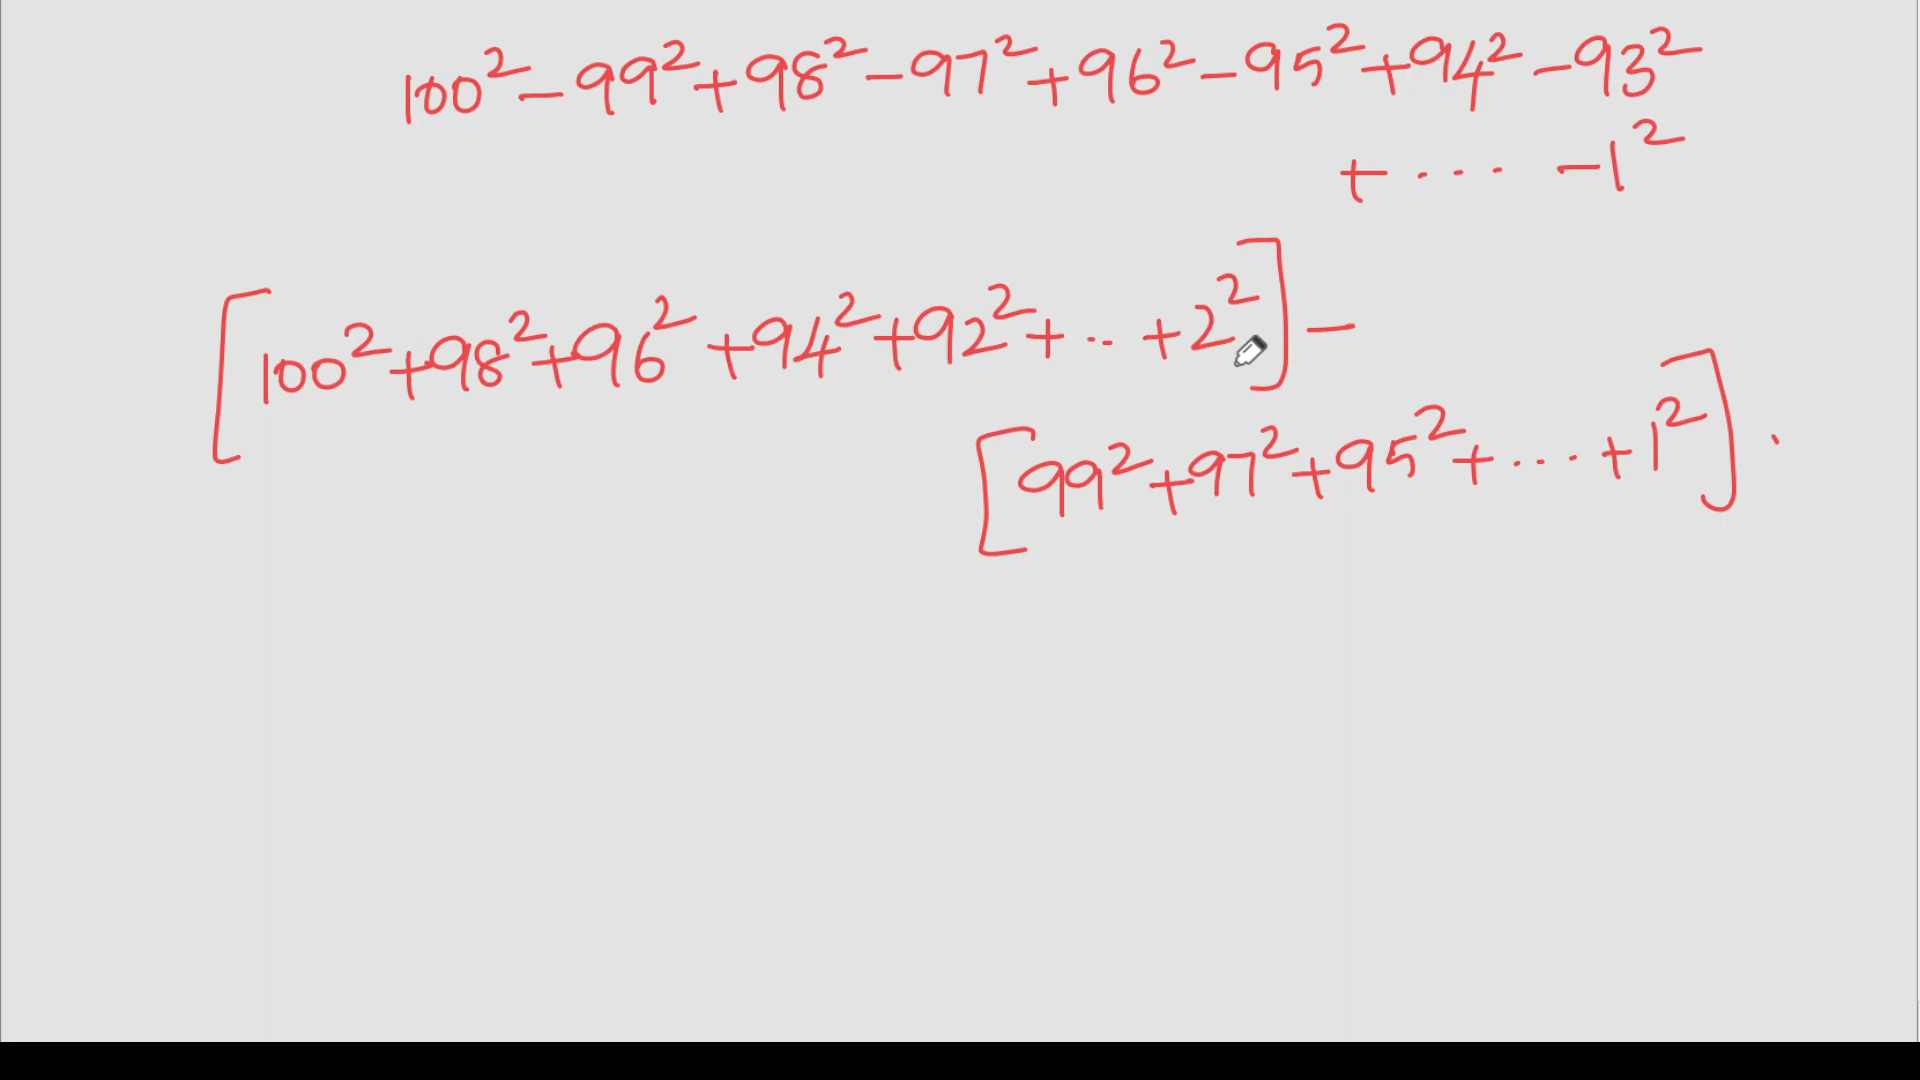 100² - 99² + 98² - 97² + 96² - 95² + 94² - 93²
+ .... - 1²
[100² + 98² + 96² + 94² + 92² + .. + 2²] -
[99² + 97² + 95² + ... + 1²] .